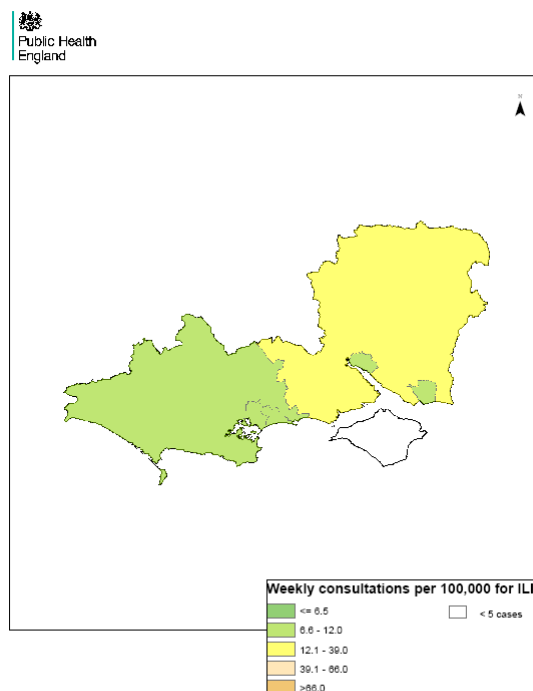 Public Health
England
N
Weekly consultations per 100,000 for ILI
<= 6.5
< 5 cases
6.6 - 12.0
12.1 - 39.0
39.1 - 66.0
>66.0